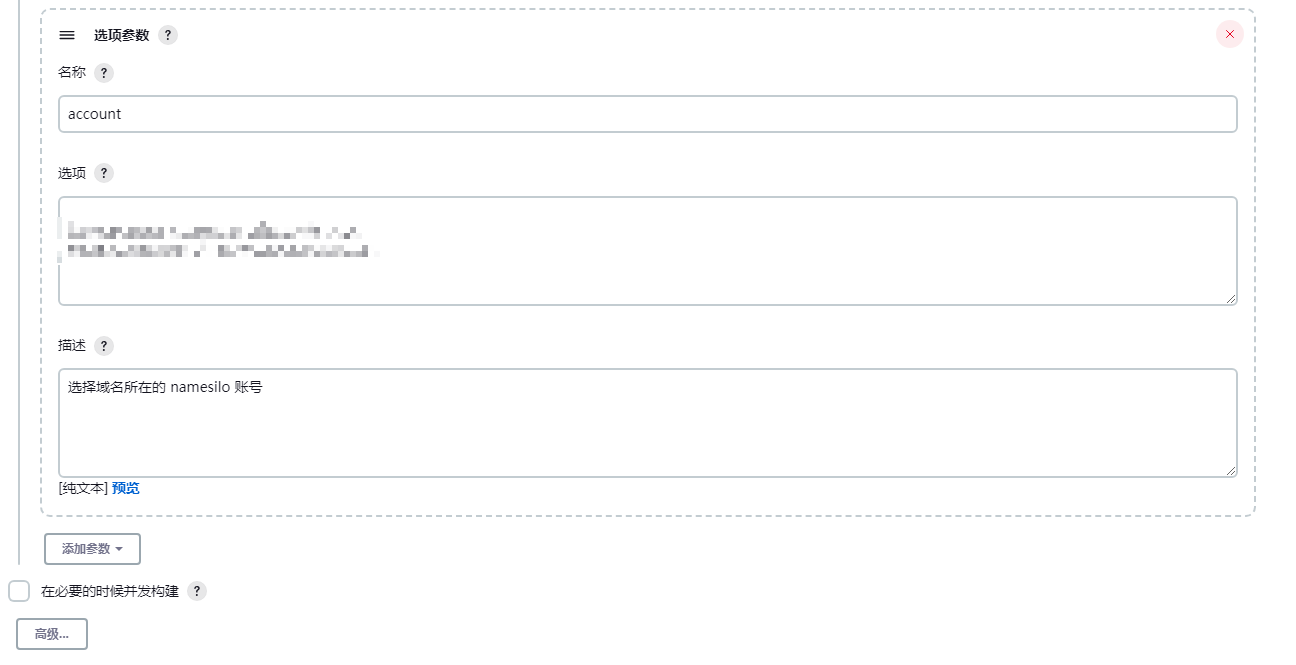 选项参数 ?
名称 ?
account
选项 ?
描述 ?
选择域名所在的 namesilo 账号
[纯文本] 预览
添加参数
在必要的时候并发构建 ?
高级...